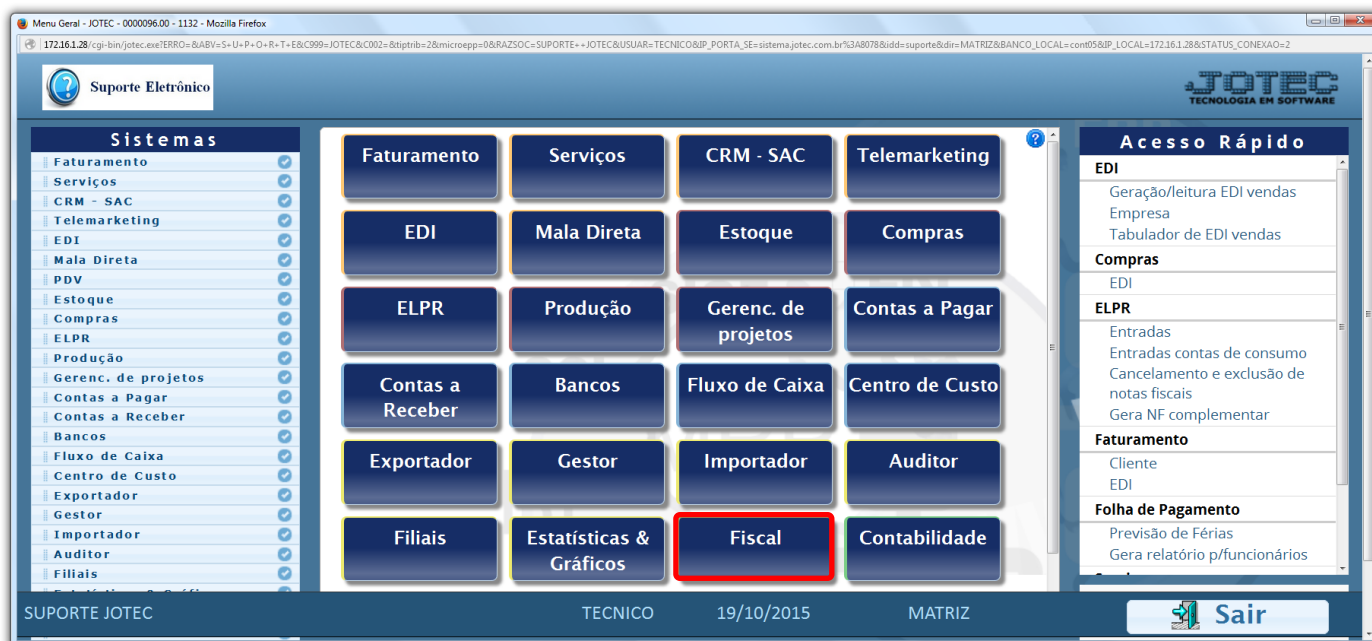 Menu Geral - JOTEC - 0000096.00 - 1132 - Mozilla Firefox
172.16.1.28/cgi-bin/jotec.exe?ERRO=&ABV=S+U+P+O+R+T+E&C999=JOTEC&C002=&tiptrib=2&microepp=0&RAZSOC=SUPORTE++JOTEC&USUAR=TECNICO&IP_PORTA_SE=sistema.jotec.com.br%3A8078&idd=suporte&dir=MATRIZ&BANCO_LOCAL=cont05&IP_LOCAL=172.16.1.28&STATUS_CONEXAO=2
Suporte Eletrônico
JOTEC
TECNOLOGIA EM SOFTWARE
Sistemas
Faturamento
Serviços
CRM - SAC
Telemarketing
EDI
Mala Direta
PDV
Estoque
Compras
ELPR
Produção
Gerenc. de projetos
Contas a Pagar
Contas a Receber
Bancos
Fluxo de Caixa
Centro de Custo
Exportador
Gestor
Importador
Auditor
Filiais
Faturamento
Serviços
CRM - SAC
Telemarketing
EDI
Mala Direta
Estoque
Compras
ELPR
Produção
Gerenc. de
projetos
Contas a Pagar
Contas a
Receber
Bancos
Fluxo de Caixa
Centro de Custo
Exportador
Gestor
Importador
Auditor
Filiais
Estatísticas &
Gráficos
Fiscal
Contabilidade
Acesso Rápido
EDI
Geração/leitura EDI vendas
Empresa
Tabulador de EDI vendas
Compras
EDI
ELPR
Entradas
Entradas contas de consumo
Cancelamento e exclusão de
notas fiscais
Gera NF complementar
Faturamento
Cliente
EDI
Folha de Pagamento
Previsão de Férias
Gera relatório p/funcionários
SUPORTE JOTEC
TECNICO
19/10/2015
MATRIZ
Sair